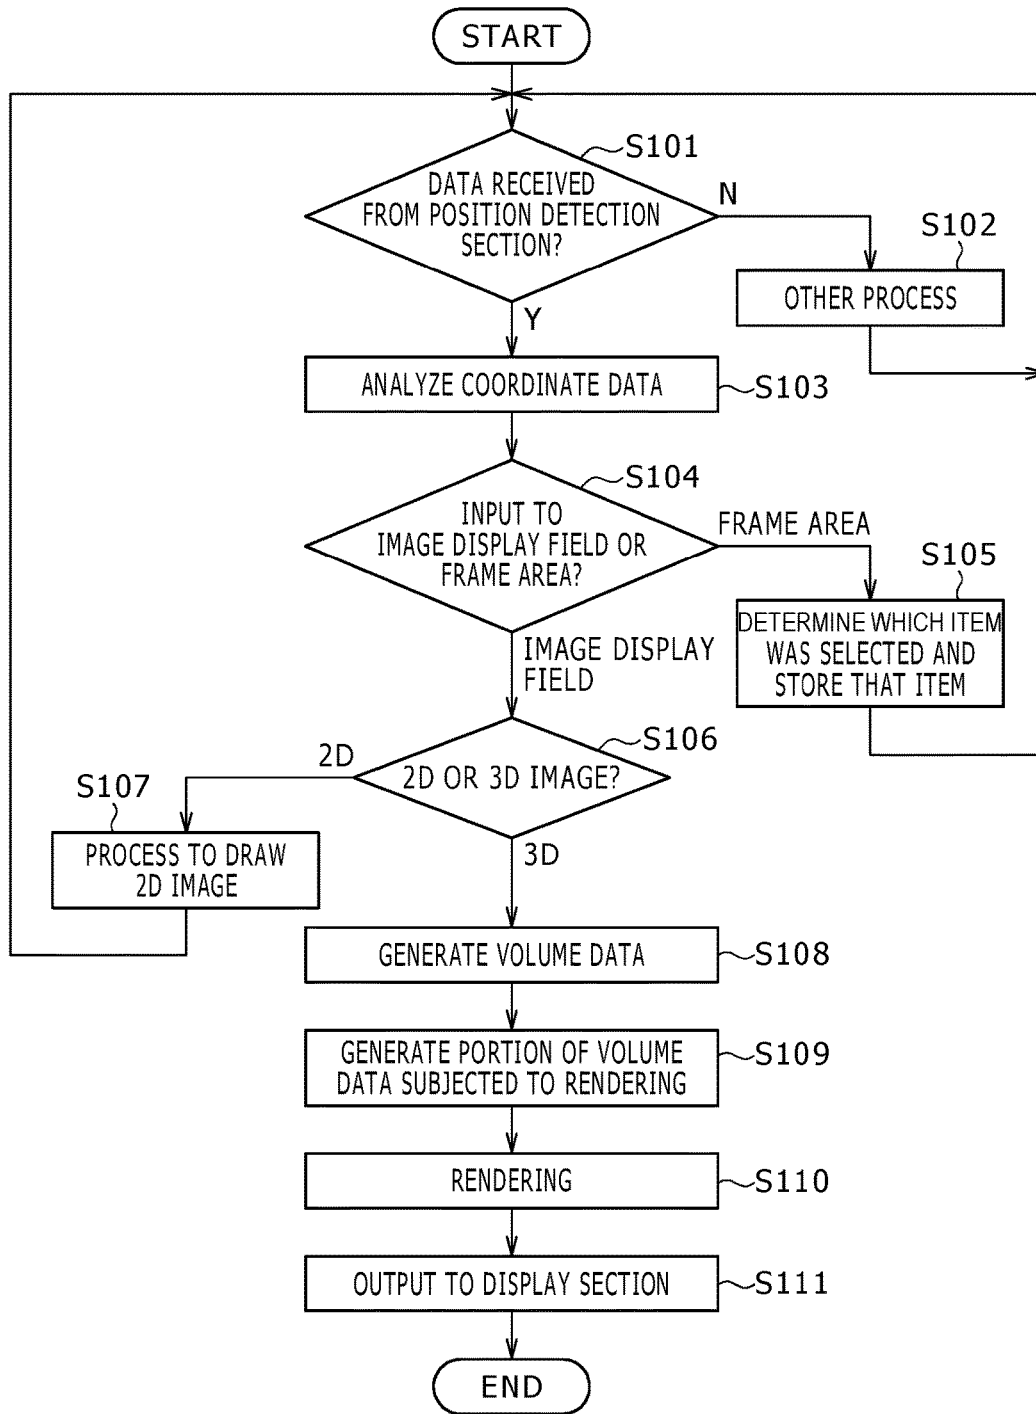 START
S101
DATA RECEIVED
FROM POSITION DETECTION
SECTION?
N
S102
OTHER PROCESS
Y
ANALYZE COORDINATE DATA
S103
S104
INPUT TO
IMAGE DISPLAY FIELD OR
FRAME AREA?
FRAME AREA
S105
DETERMINE WHICH ITEM
WAS SELECTED AND
STORE THAT ITEM
IMAGE DISPLAY
FIELD
S106
2D OR 3D IMAGE?
2D
S107
PROCESS TO DRAW
2D IMAGE
3D
GENERATE VOLUME DATA
S108
GENERATE PORTION OF VOLUME
DATA SUBJECTED TO RENDERING
S109
RENDERING
S110
OUTPUT TO DISPLAY SECTION
S111
END